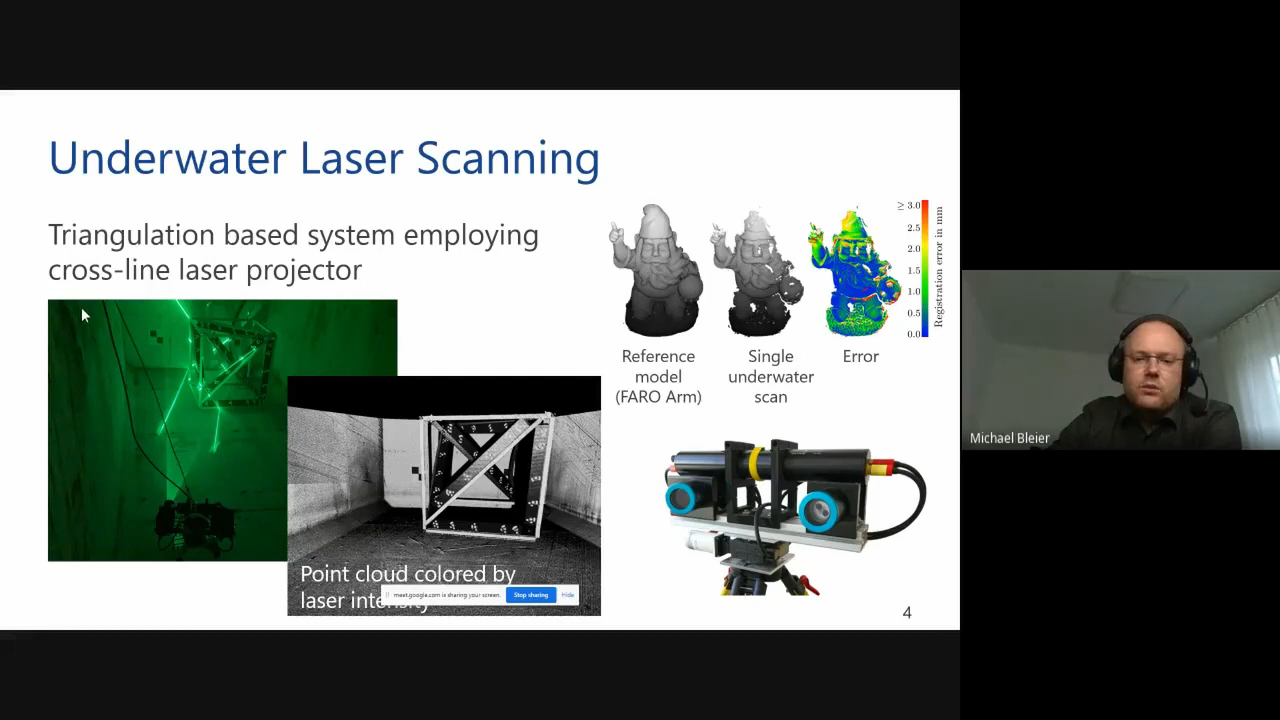 Underwater Laser Scanning
Triangulation based system employing
cross-line laser projector
≥ 3.0
2.5
2.0
1.5
1.0
0.5
0.0
Registration error in mm
Reference
model
(FARO Arm)
Single
underwater
scan
Error
Point cloud colored by
laser intensity
meet.google.com is sharing your screen.
Stop sharing
Hide
4
Michael Bleier